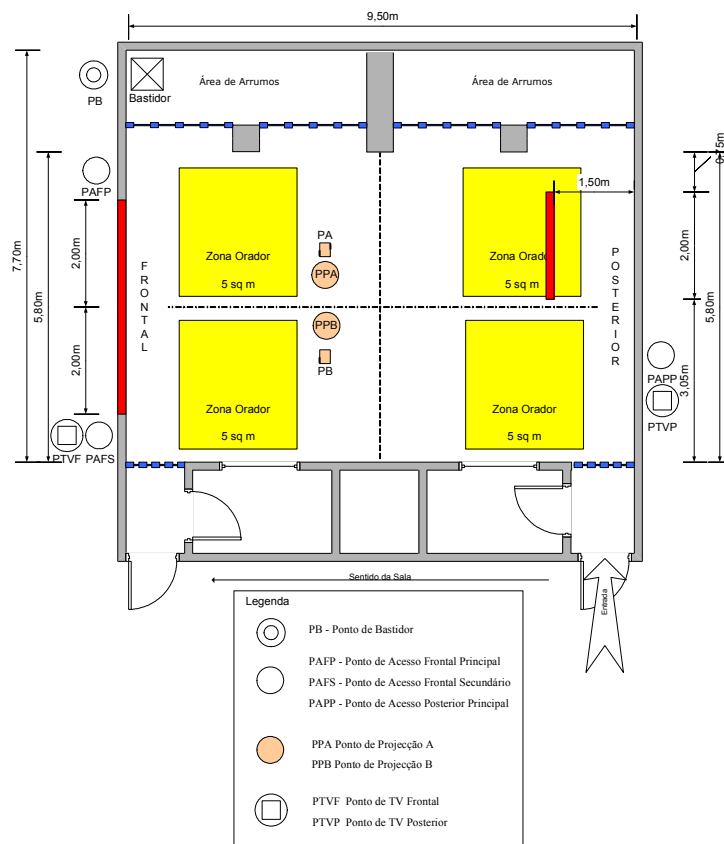 9,50m
Área de Arrumos
Área de Arrumos
PB
Bastidor
0,75m
PAFP
1,50m
7,70m
5,80m
2,00m
2,00m
FRONTAL
Zona Orador
5 sq m
PA
PPA
PPB
PB
Zona Orador
5 sq m
POSTERIOR
2,00m
5,80m
3,05m
PAPP
PTVP
Zona Orador
5 sq m
Zona Orador
5 sq m
PTVF
PAFS
Sentido da Sala
Entrada
Legenda
PB - Ponto de Bastidor
PAFP - Ponto de Acesso Frontal Principal
PAFS - Ponto de Acesso Frontal Secundário
PAPP - Ponto de Acesso Posterior Principal
PPA Ponto de Projecção A
PPB Ponto de Projecção B
PTVF Ponto de TV Frontal
PTVP Ponto de TV Posterior